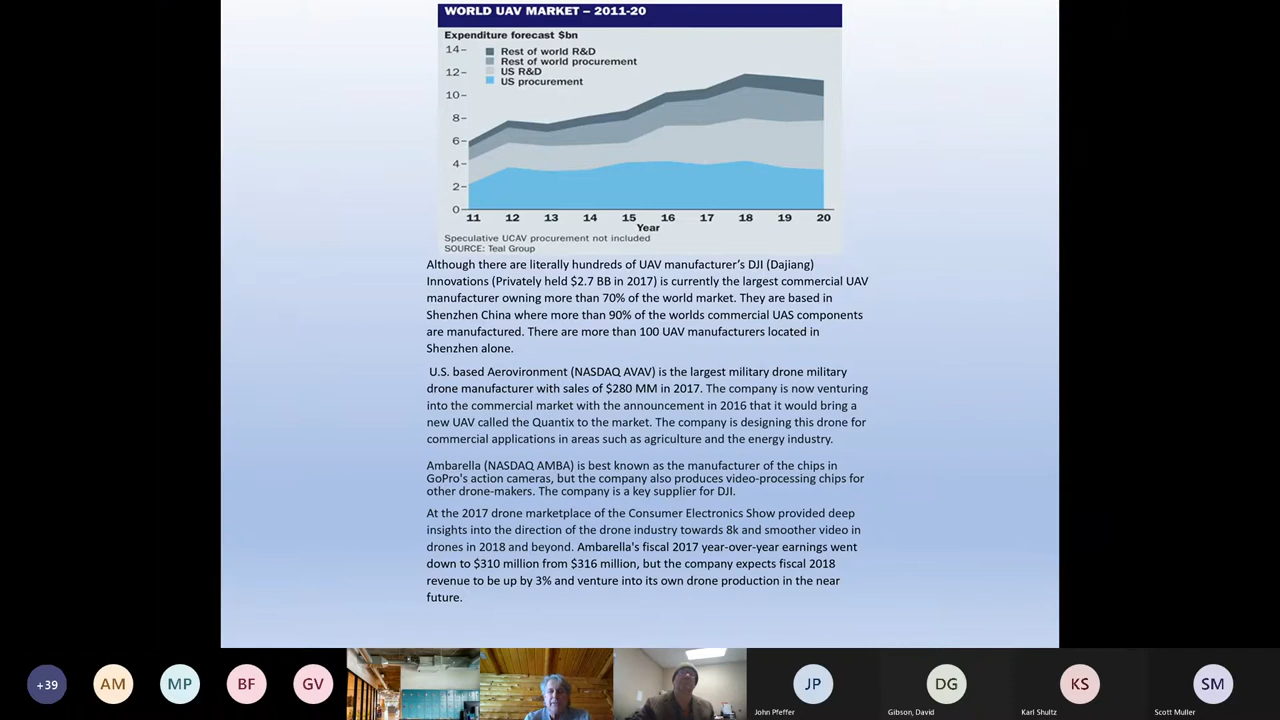 WORLD UAV MARKET – 2011-20
Expenditure forecast $bn
14
Rest of world R&D
Rest of world procurement
12
US R&D
US procurement
10
8
6
4
2
0
11 12 13 14 15 16 17 18 19 20
Year
Speculative UCAV procurement not included
SOURCE: Teal Group
Although there are literally hundreds of UAV manufacturer's DJI (Dajiang)
Innovations (Privately held $2.7 BB in 2017) is currently the largest commercial UAV
manufacturer owning more than 70% of the world market. They are based in
Shenzhen China where more than 90% of the worlds commercial UAS components
are manufactured. There are more than 100 UAV manufacturers located in
Shenzhen alone.
U.S. based Aerovironment (NASDAQ AVAV) is the largest military drone military
drone manufacturer with sales of $280 MM in 2017. The company is now venturing
into the commercial market with the announcement in 2016 that it would bring a
new UAV called the Quantix to the market. The company is designing this drone for
commercial applications in areas such as agriculture and the energy industry.
Ambarella (NASDAQ AMBA) is best known as the manufacturer of the chips in
GoPro's action cameras, but the company also produces video-processing chips for
other drone-makers. The company is a key supplier for DJI.
At the 2017 drone marketplace of the Consumer Electronics Show provided deep
insights into the direction of the drone industry towards 8k and smoother video in
drones in 2018 and beyond. Ambarella's fiscal 2017 year-over-year earnings went
down to $310 million from $316 million, but the company expects fiscal 2018
revenue to be up by 3% and venture into its own drone production in the near
future.
+39 AM MP BF GV JP DG KS SM
John Pfeffer Gibson, David Karl Shultz Scott Muller